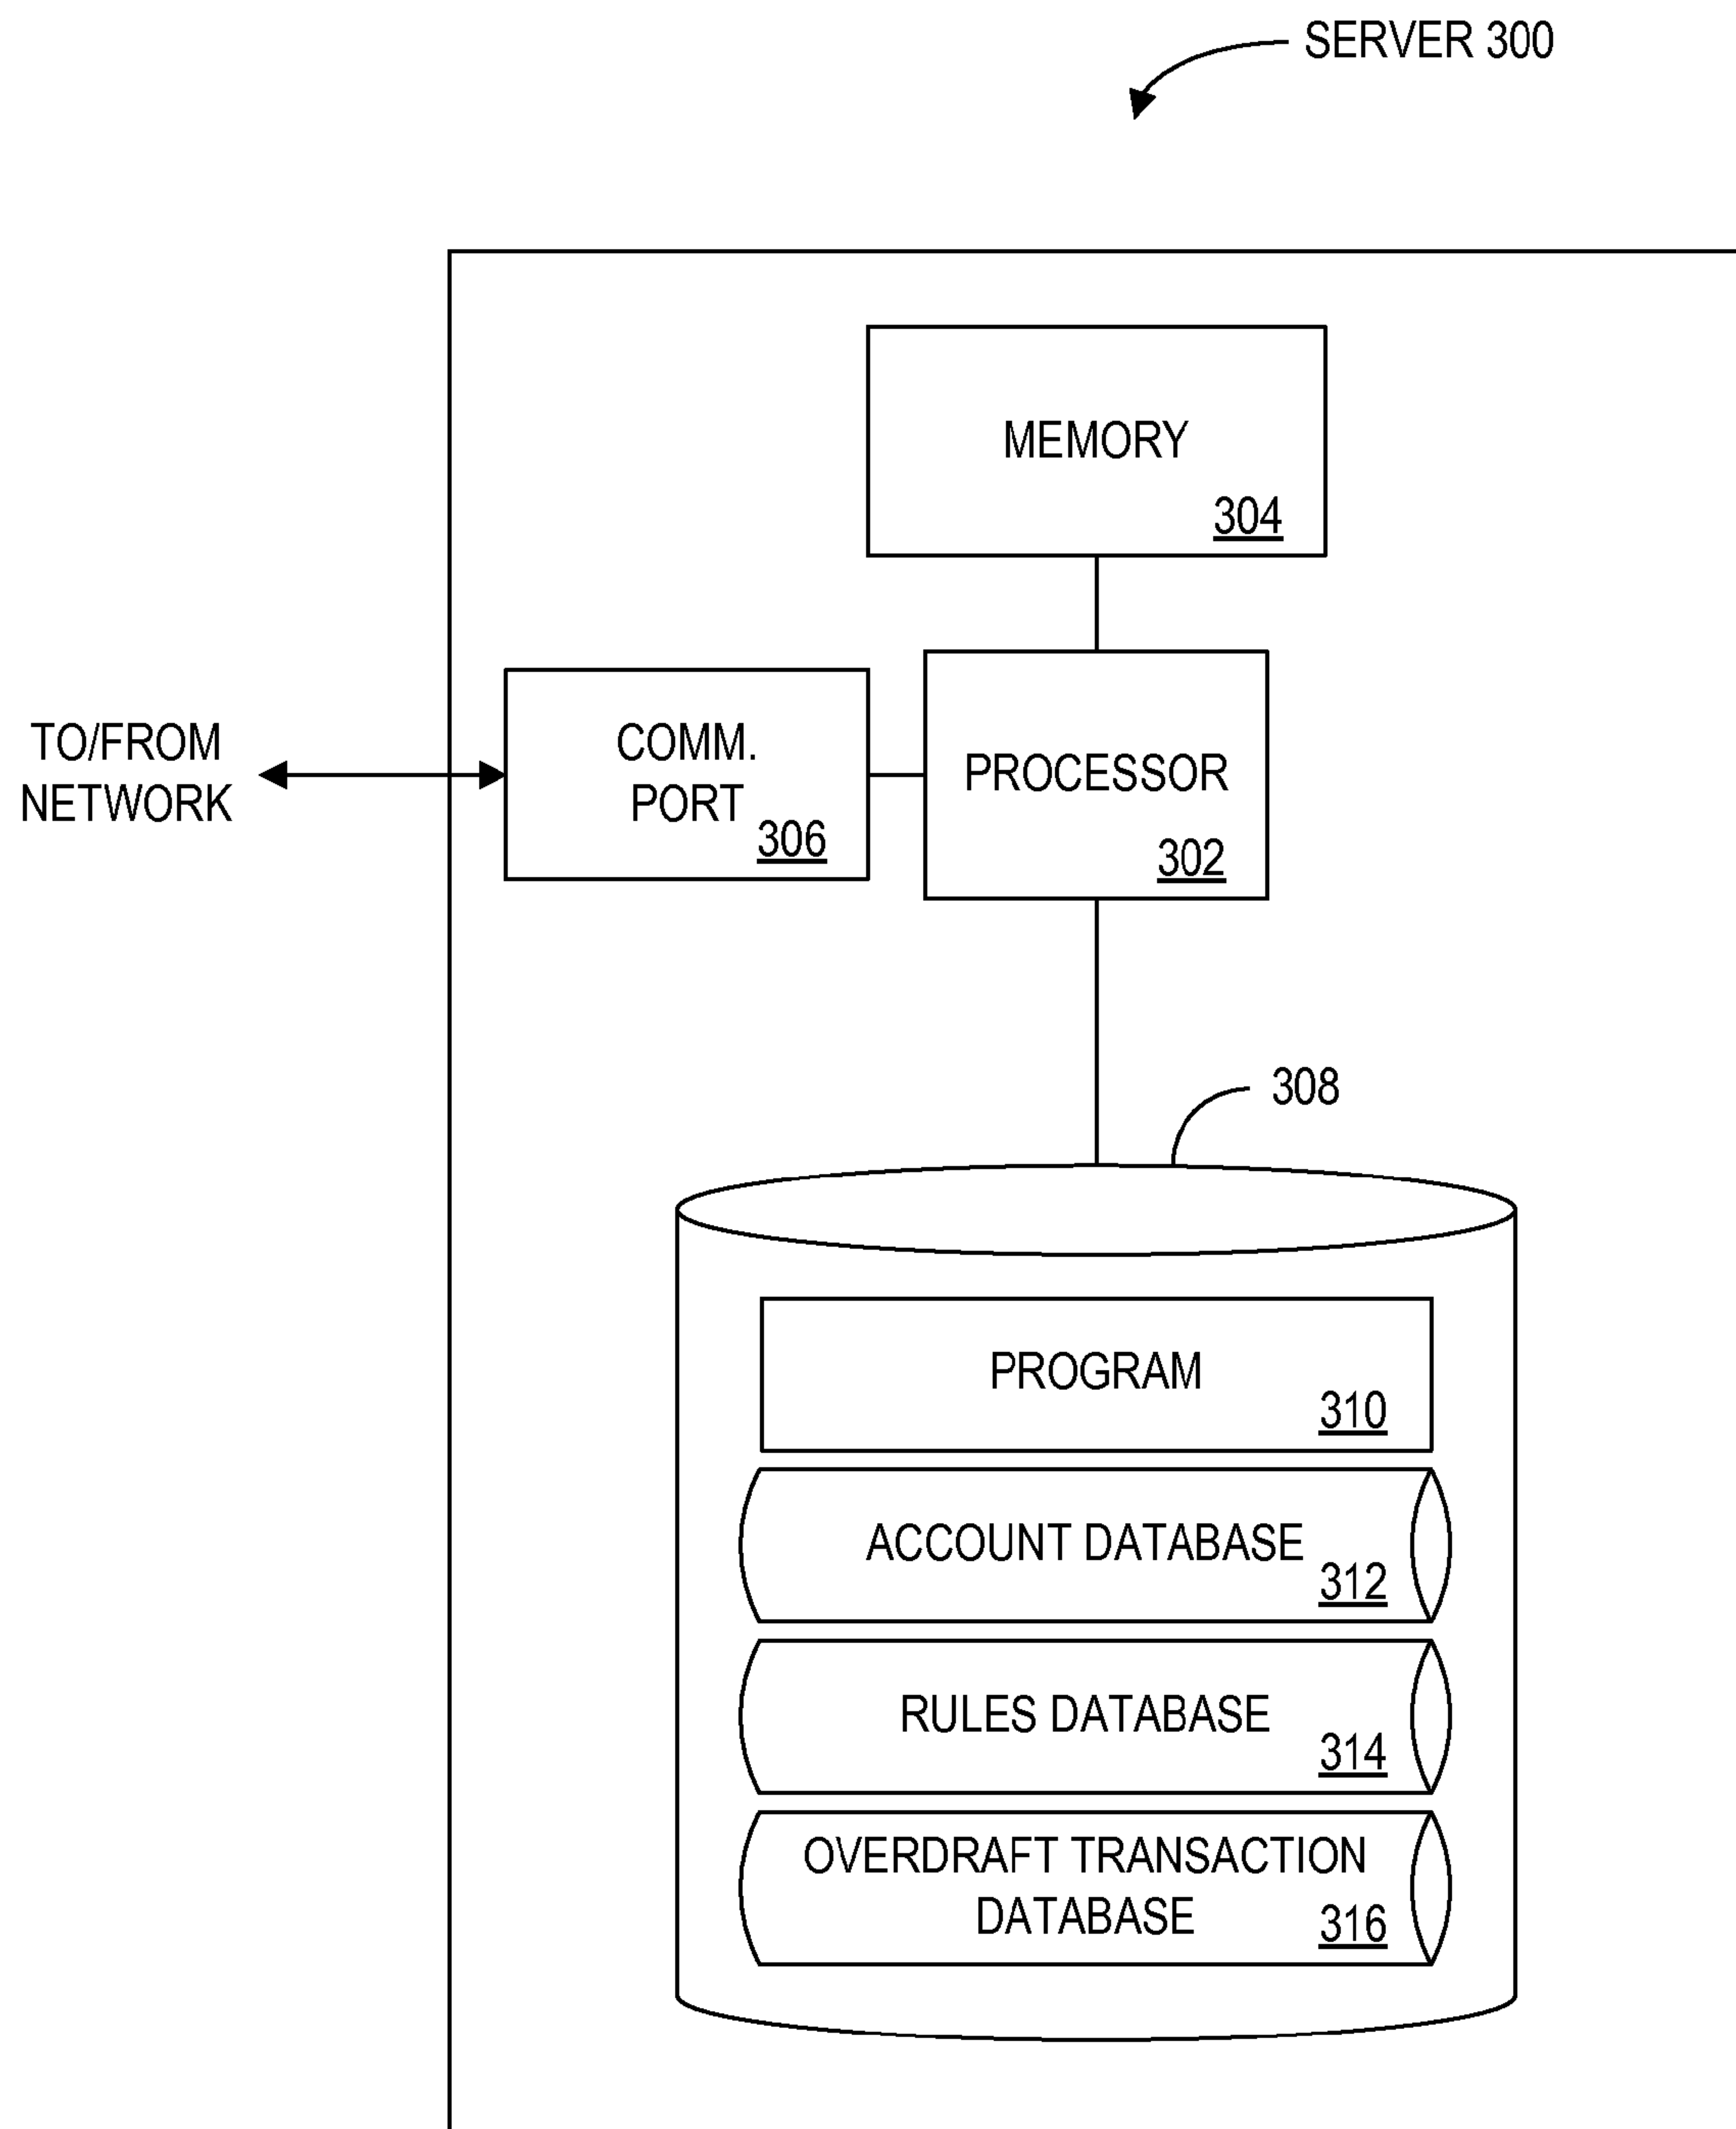 SERVER 300
MEMORY
304
TO/FROM
NETWORK
COMM.
PORT
306
PROCESSOR
302
308
PROGRAM
310
ACCOUNT DATABASE
312
RULES DATABASE
314
OVERDRAFT TRANSACTION
DATABASE
316